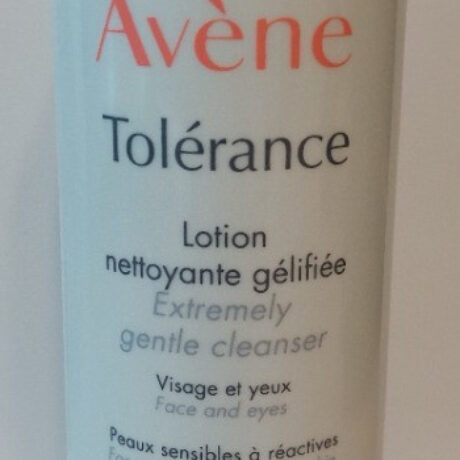 Avène
Tolérance
Lotion
nettoyante gélifiée
Extremely
gentle cleanser
Visage et yeux
Face and eyes
Peaux sensibles à réactives